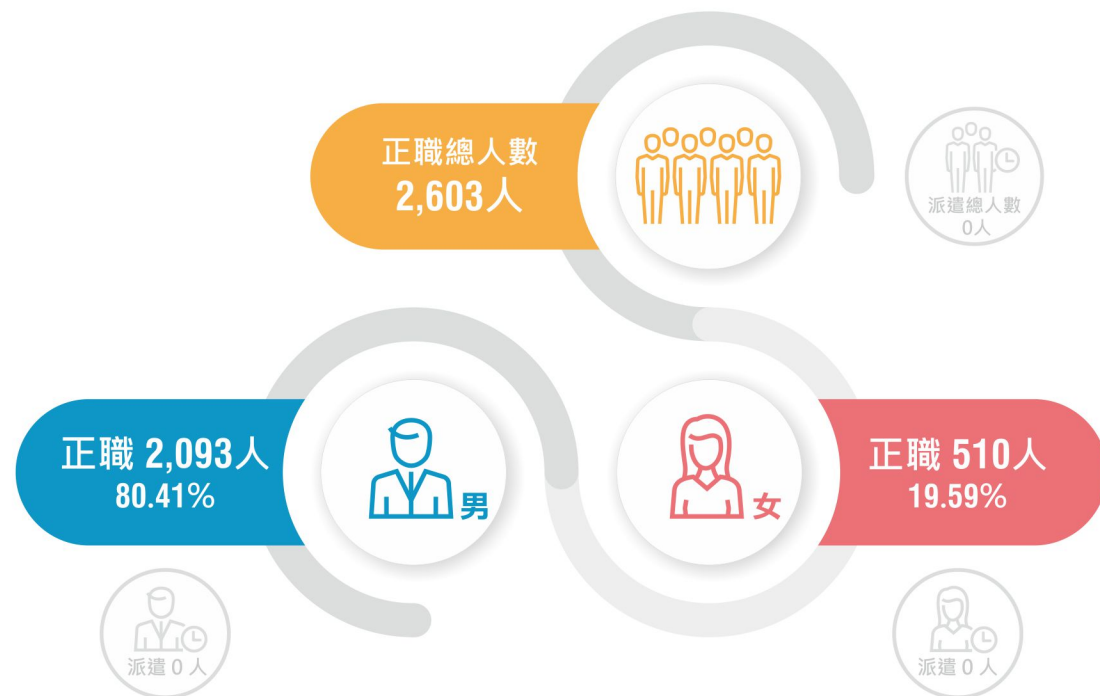 正職總人數
2,603人
派遣總人數
0人
正職 2,093人
80.41%
男
女
正職 510人
19.59%
派遣 0 人
派遣 0 人